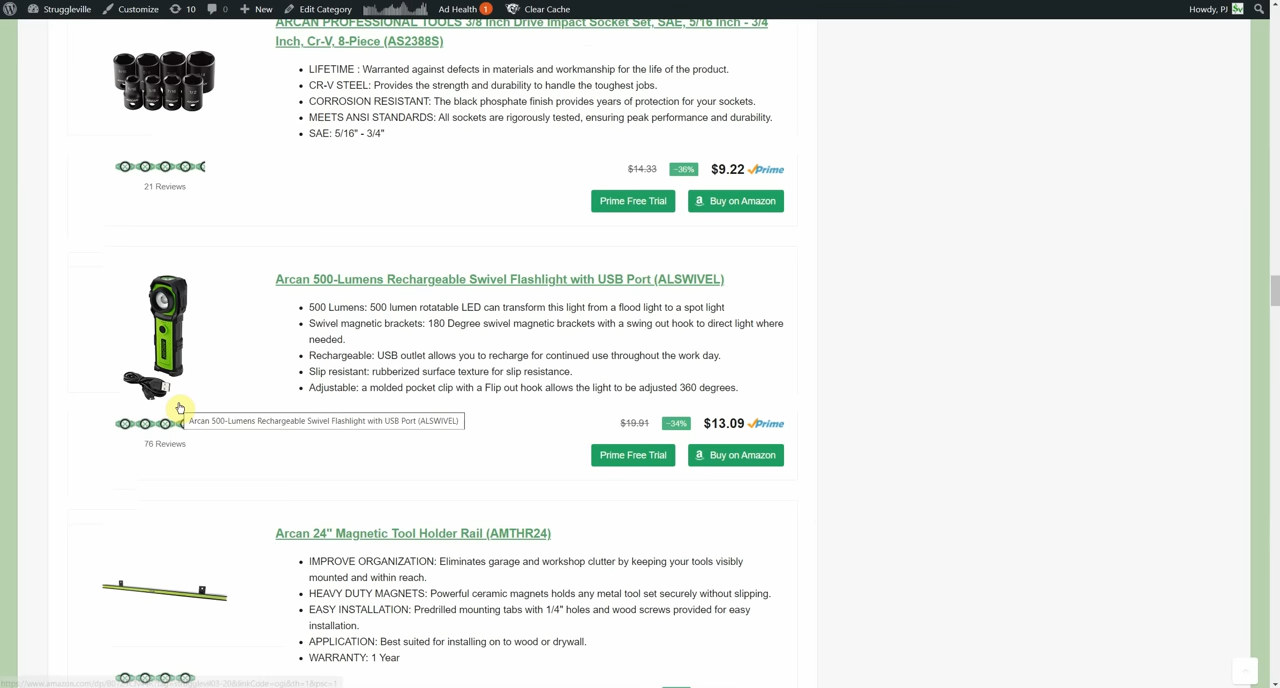 Struggleville
Customize
10
0
New
Edit Category
Ad Health 1
Clear Cache
Howdy, PJ
ARCAN PROFESSIONAL TOOLS 3/8 Inch Drive Impact Socket Set, SAE, 5/16 Inch - 3/4
Inch, Cr-V, 8-Piece (AS2388S)
LIFETIME : Warranted against defects in materials and workmanship for the life of the product.
CR-V STEEL: Provides the strength and durability to handle the toughest jobs.
CORROSION RESISTANT: The black phosphate finish provides years of protection for your sockets.
MEETS ANSI STANDARDS: All sockets are rigorously tested, ensuring peak performance and durability.
SAE: 5/16" - 3/4"
21 Reviews
$14.33 −36% $9.22 Prime
Prime Free Trial
Buy on Amazon
Arcan 500-Lumens Rechargeable Swivel Flashlight with USB Port (ALSWIVEL)
500 Lumens: 500 lumen rotatable LED can transform this light from a flood light to a spot light
Swivel magnetic brackets: 180 Degree swivel magnetic brackets with a swing out hook to direct light where
needed.
Rechargeable: USB outlet allows you to recharge for continued use throughout the work day.
Slip resistant: rubberized surface texture for slip resistance.
Adjustable: a molded pocket clip with a Flip out hook allows the light to be adjusted 360 degrees.
Arcan 500-Lumens Rechargeable Swivel Flashlight with USB Port (ALSWIVEL)
76 Reviews
$19.91 −34% $13.09 Prime
Prime Free Trial
Buy on Amazon
Arcan 24" Magnetic Tool Holder Rail (AMTHR24)
IMPROVE ORGANIZATION: Eliminates garage and workshop clutter by keeping your tools visibly
mounted and within reach.
HEAVY DUTY MAGNETS: Powerful ceramic magnets holds any metal tool set securely without slipping.
EASY INSTALLATION: Predrilled mounting tabs with 1/4" holes and wood screws provided for easy
installation.
APPLICATION: Best suited for installing on to wood or drywall.
WARRANTY: 1 Year